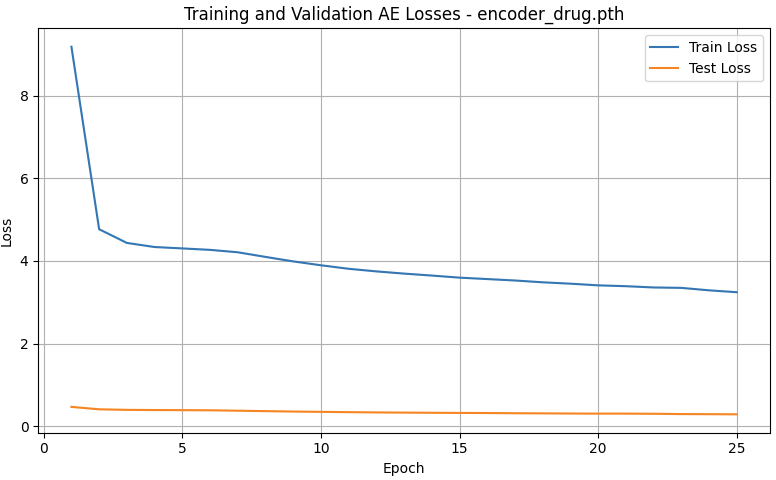 Training and Validation AE Losses - encoder_drug.pth
Train Loss
Test Loss
8
6
4
2
0
Loss
0
5
10
15
20
25
Epoch